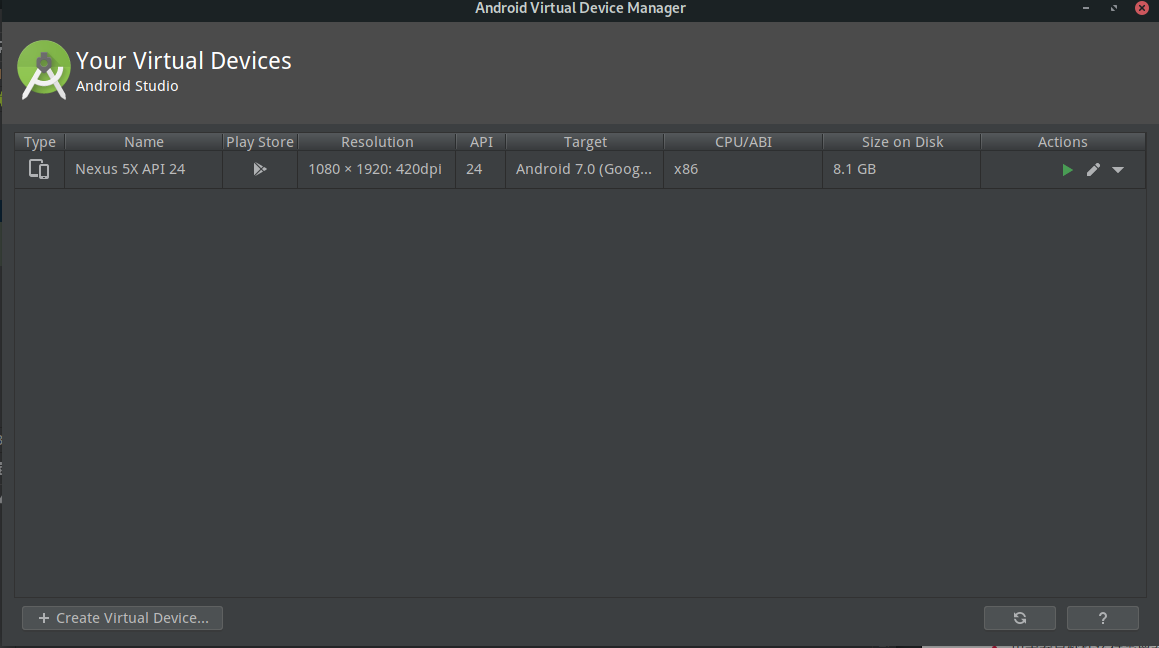 Android Virtual Device Manager
Your Virtual Devices
Android Studio
Type Name Play Store Resolution API Target CPU/ABI Size on Disk Actions
Nexus 5X API 24 1080 × 1920: 420dpi 24 Android 7.0 (Goog... x86 8.1 GB
+ Create Virtual Device... ?